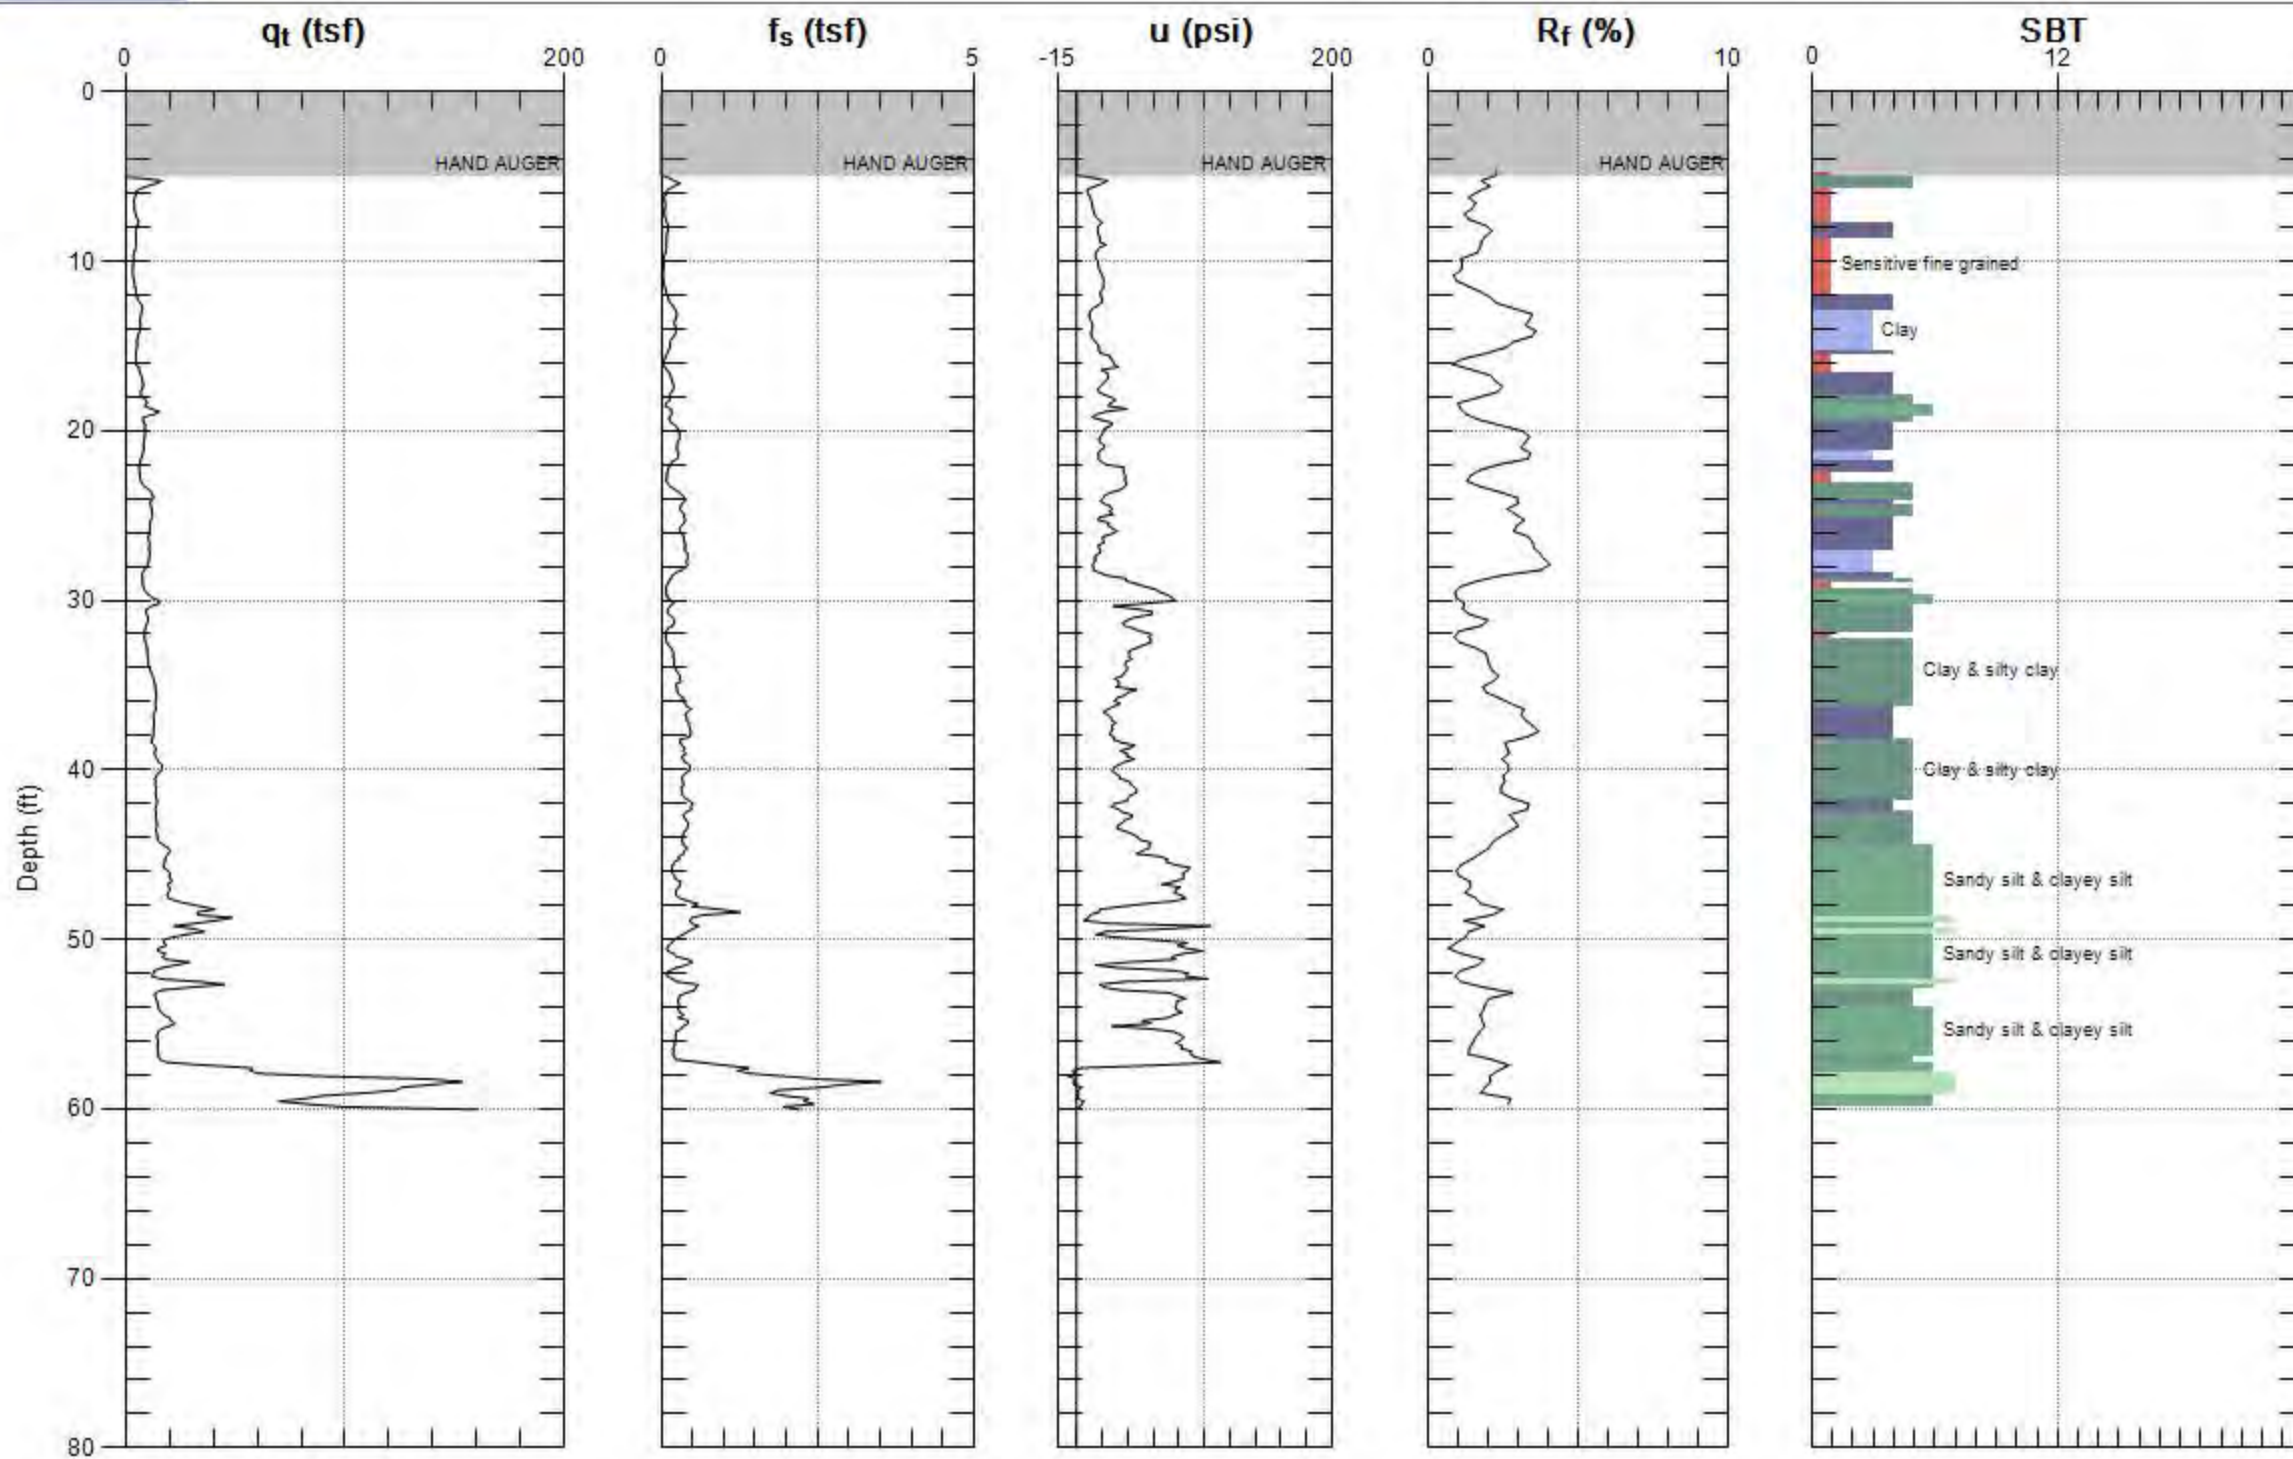 qt (tsf) fs (tsf) u (psi) Rf (%) SBT
0 200 0 5 -15 200 0 10 0 12
0
HAND AUGER HAND AUGER HAND AUGER HAND AUGER
10 Sensitive fine grained
Clay
20
30
Clay & silty clay
40 Clay & silty clay
Depth (ft)
Sandy silt & clayey silt
50
Sandy silt & clayey silt
Sandy silt & clayey silt
60
70
80